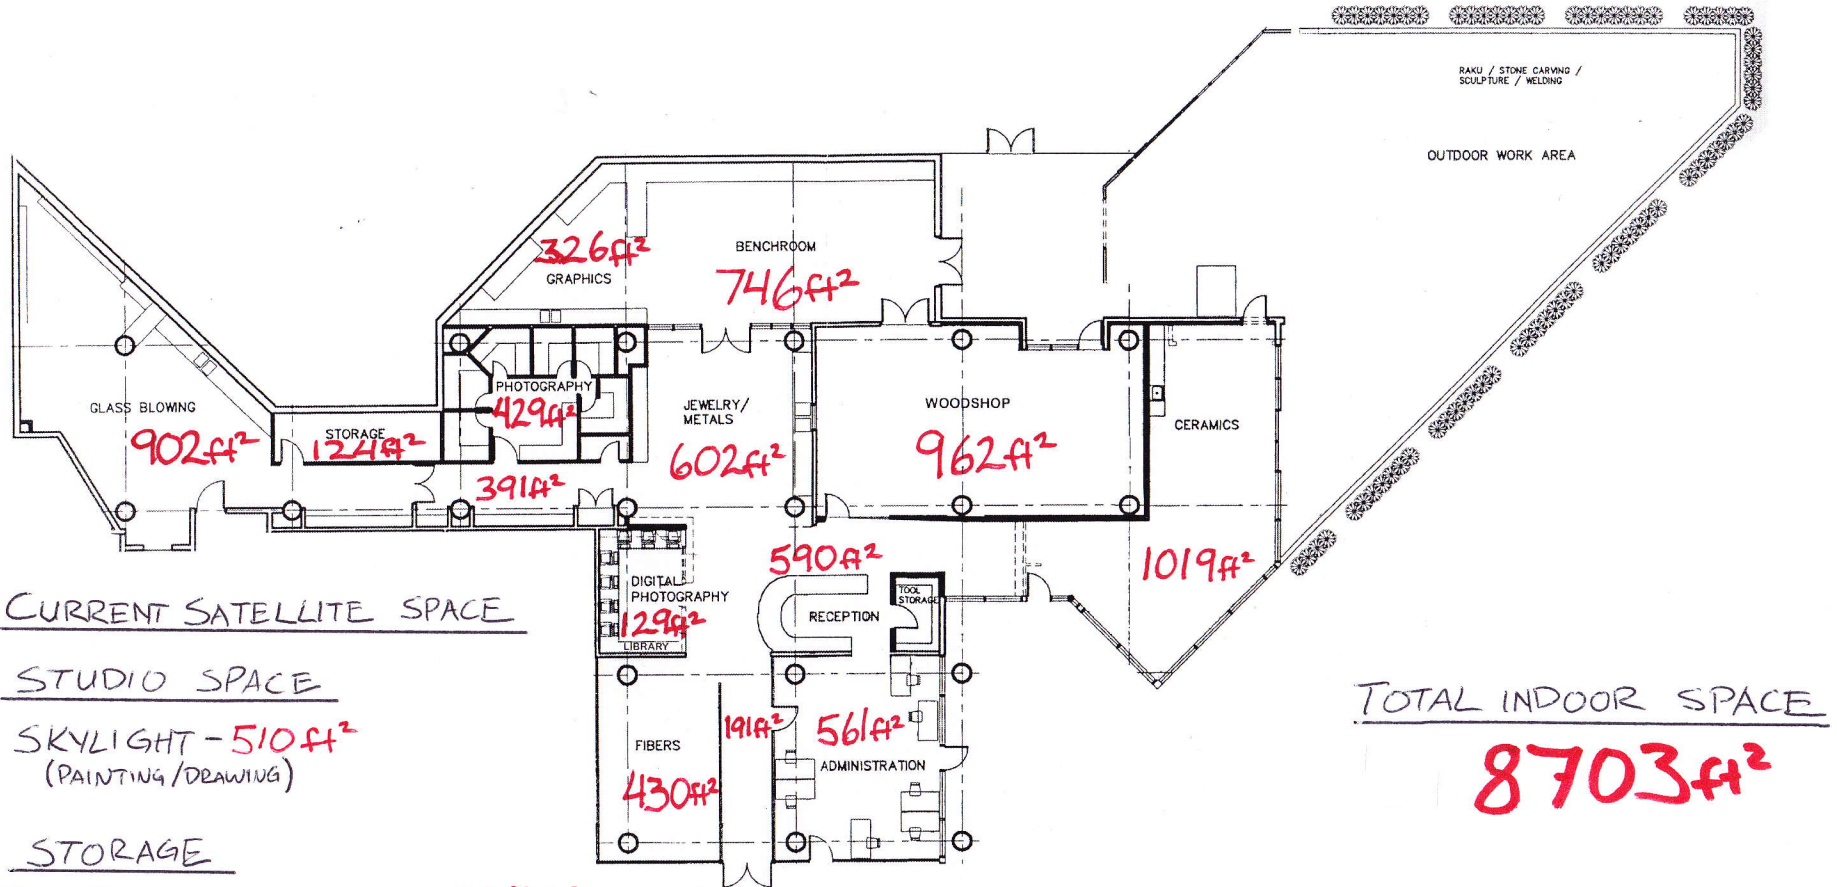 RAKU / STONE CARVING /
SCULPTURE / WELDING
OUTDOOR WORK AREA
326ft²
GRAPHICS
BENCHROOM
746ft²
PHOTOGRAPHY
429ft²
GLASS BLOWING
902ft²
STORAGE
124ft²
391ft²
JEWELRY/
METALS
602ft²
WOODSHOP
962ft²
CERAMICS
1019ft²
590ft²
DIGITAL
PHOTOGRAPHY
129ft²
LIBRARY
RECEPTION
TOOL
STORAGE
FIBERS
430ft²
191ft²
561ft²
ADMINISTRATION
CURRENT SATELLITE SPACE
STUDIO SPACE
SKYLIGHT - 510 ft²
(PAINTING/DRAWING)
STORAGE
TOTAL INDOOR SPACE
8703ft²